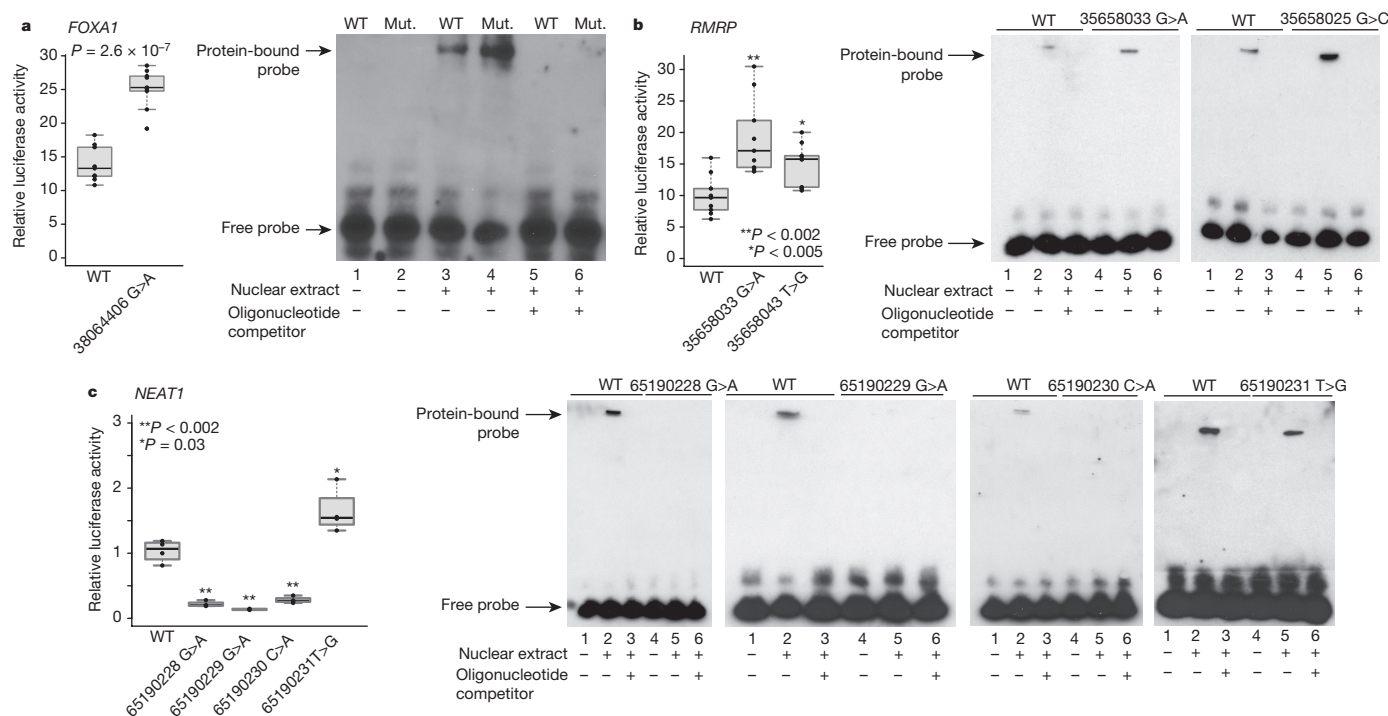 a
FOXA1
P = 2.6 × 10–7
Relative luciferase activity
30
25
20
15
10
5
0
WT
38064406 G>A
WT Mut. WT Mut. WT Mut.
Protein-bound
probe
Free probe
1 2 3 4 5 6
Nuclear extract – – + + + +
Oligonucleotide – – – – + +
competitor
b
RMRP
Relative luciferase activity
30
25
20
15
10
5
0
**
*
**P < 0.002
*P < 0.005
WT
35658033 G>A
35658043 T>G
WT 35658033 G>A WT 35658025 G>C
Protein-bound
probe
Free probe
1 2 3 4 5 6 1 2 3 4 5 6
Nuclear extract – + + – + + – + + – + +
Oligonucleotide – – + – – + – – + – – +
competitor
c
NEAT1
**P < 0.002
*P = 0.03
Relative luciferase activity
3
2
1
0
** ** ** *
WT
65190228 G>A
65190229 G>A
65190230 C>A
65190231T>G
WT 65190228 G>A WT 65190229 G>A WT 65190230 C>A WT 65190231 T>G
Protein-bound
probe
Free probe
1 2 3 4 5 6 1 2 3 4 5 6 1 2 3 4 5 6 1 2 3 4 5 6
Nuclear extract – + + – + + – + + – + + – + + – + + – + + – + +
Oligonucleotide – – + – – + – – + – – + – – + – – + – – + – – +
competitor